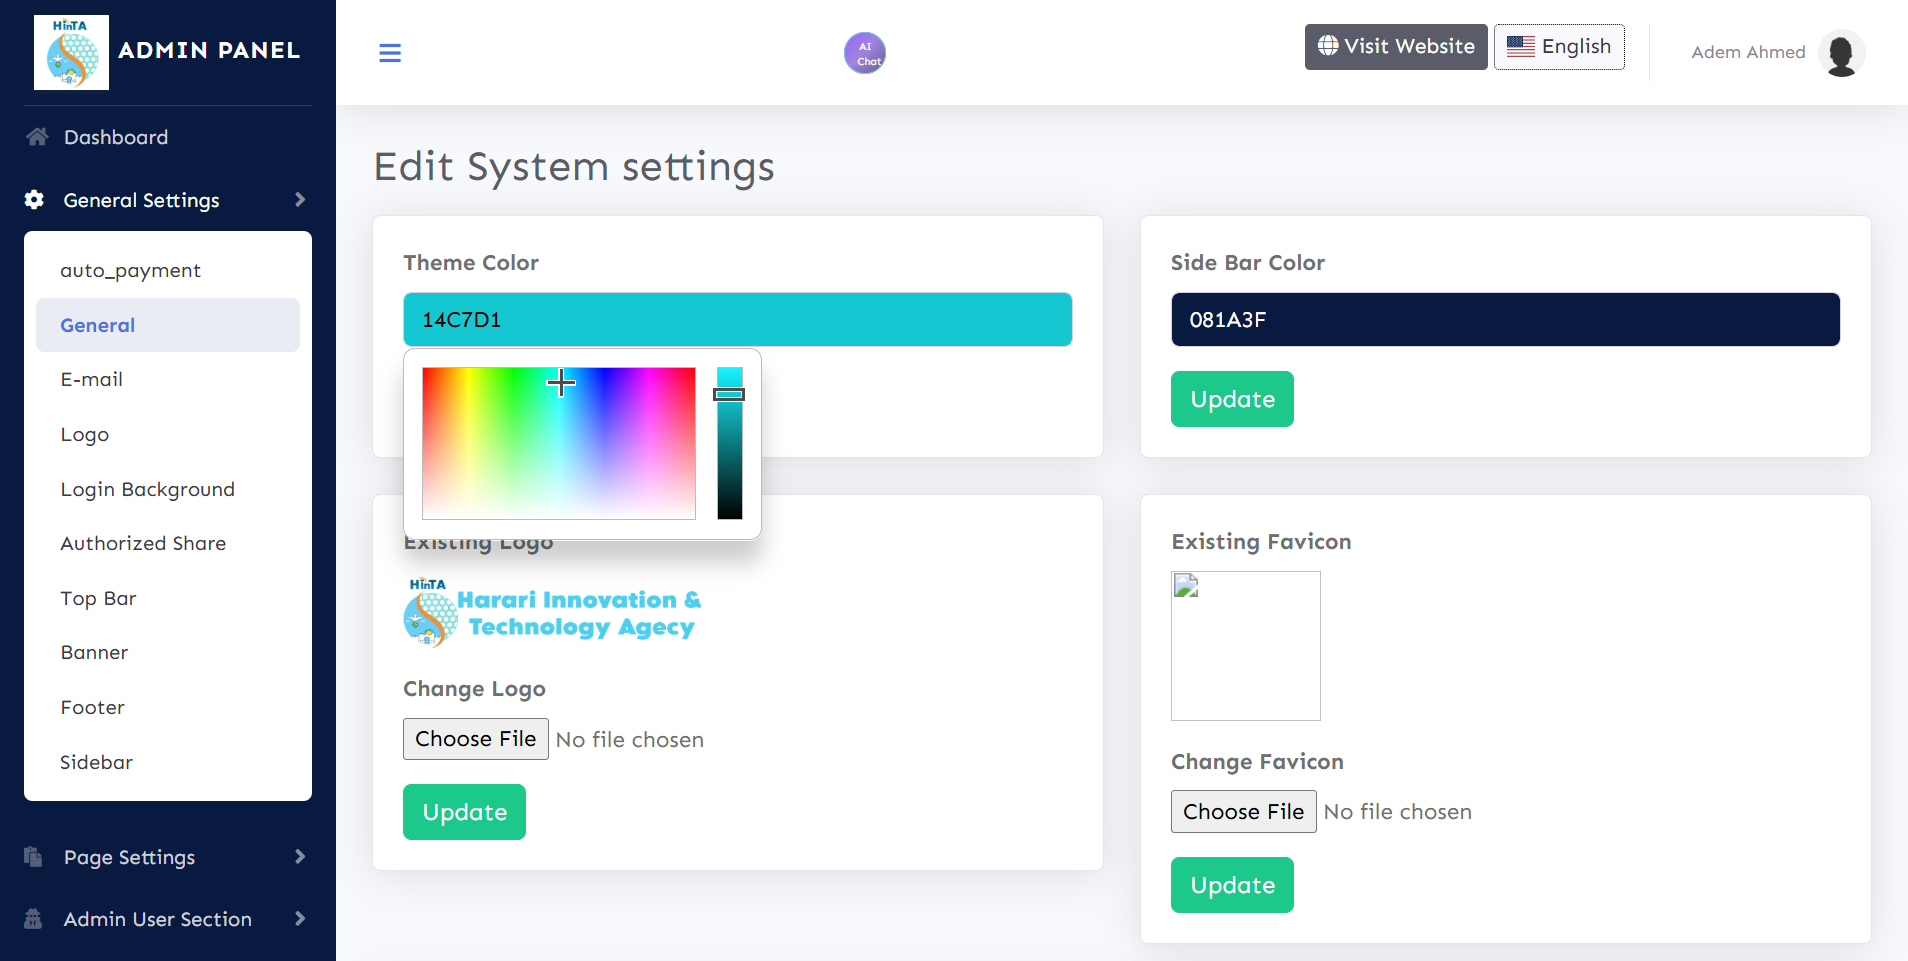 HinTA
ADMIN PANEL
Dashboard
General Settings
auto_payment
General
E-mail
Logo
Login Background
Authorized Share
Top Bar
Banner
Footer
Sidebar
Page Settings
Admin User Section
AI
Chat
Visit Website
English
Adem Ahmed
Edit System settings
Theme Color
14C7D1
Side Bar Color
081A3F
Update
Existing Logo
HinTA
Harari Innovation &
Technology Agecy
Change Logo
Choose File No file chosen
Update
Existing Favicon
Change Favicon
Choose File No file chosen
Update